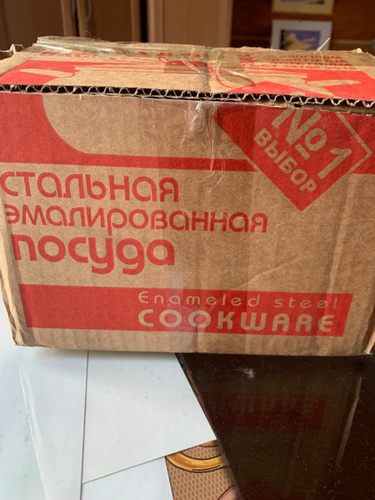 №1
ВЫБОР
стальная
эмалированная
посуда
Enameled steel
COOKWARE